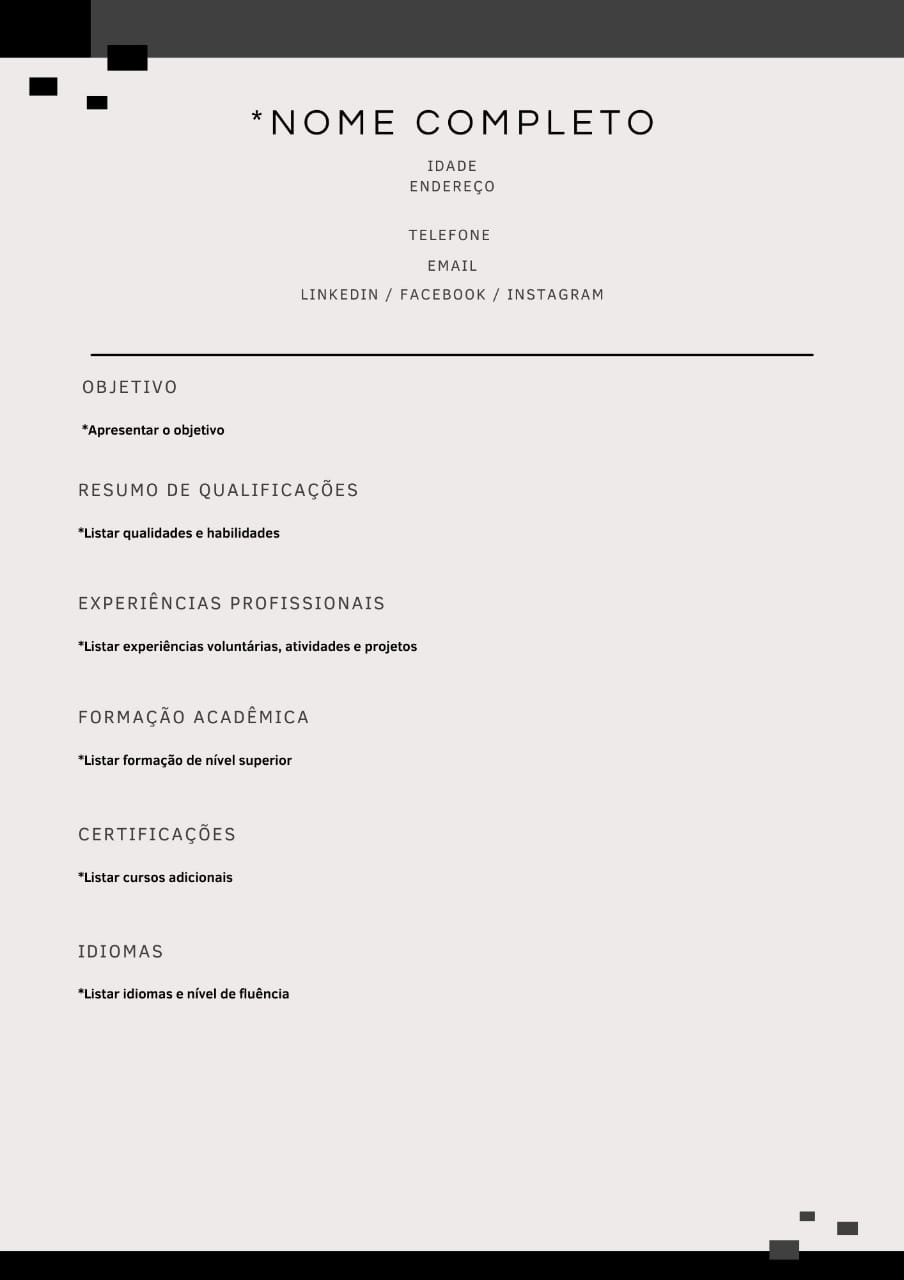 *NOME COMPLETO
IDADE
ENDEREÇO
TELEFONE
EMAIL
LINKEDIN / FACEBOOK / INSTAGRAM
OBJETIVO
*Apresentar o objetivo
RESUMO DE QUALIFICAÇÕES
*Listar qualidades e habilidades
EXPERIÊNCIAS PROFISSIONAIS
*Listar experiências voluntárias, atividades e projetos
FORMAÇÃO ACADÊMICA
*Listar formação de nível superior
CERTIFICAÇÕES
*Listar cursos adicionais
IDIOMAS
*Listar idiomas e nível de fluência